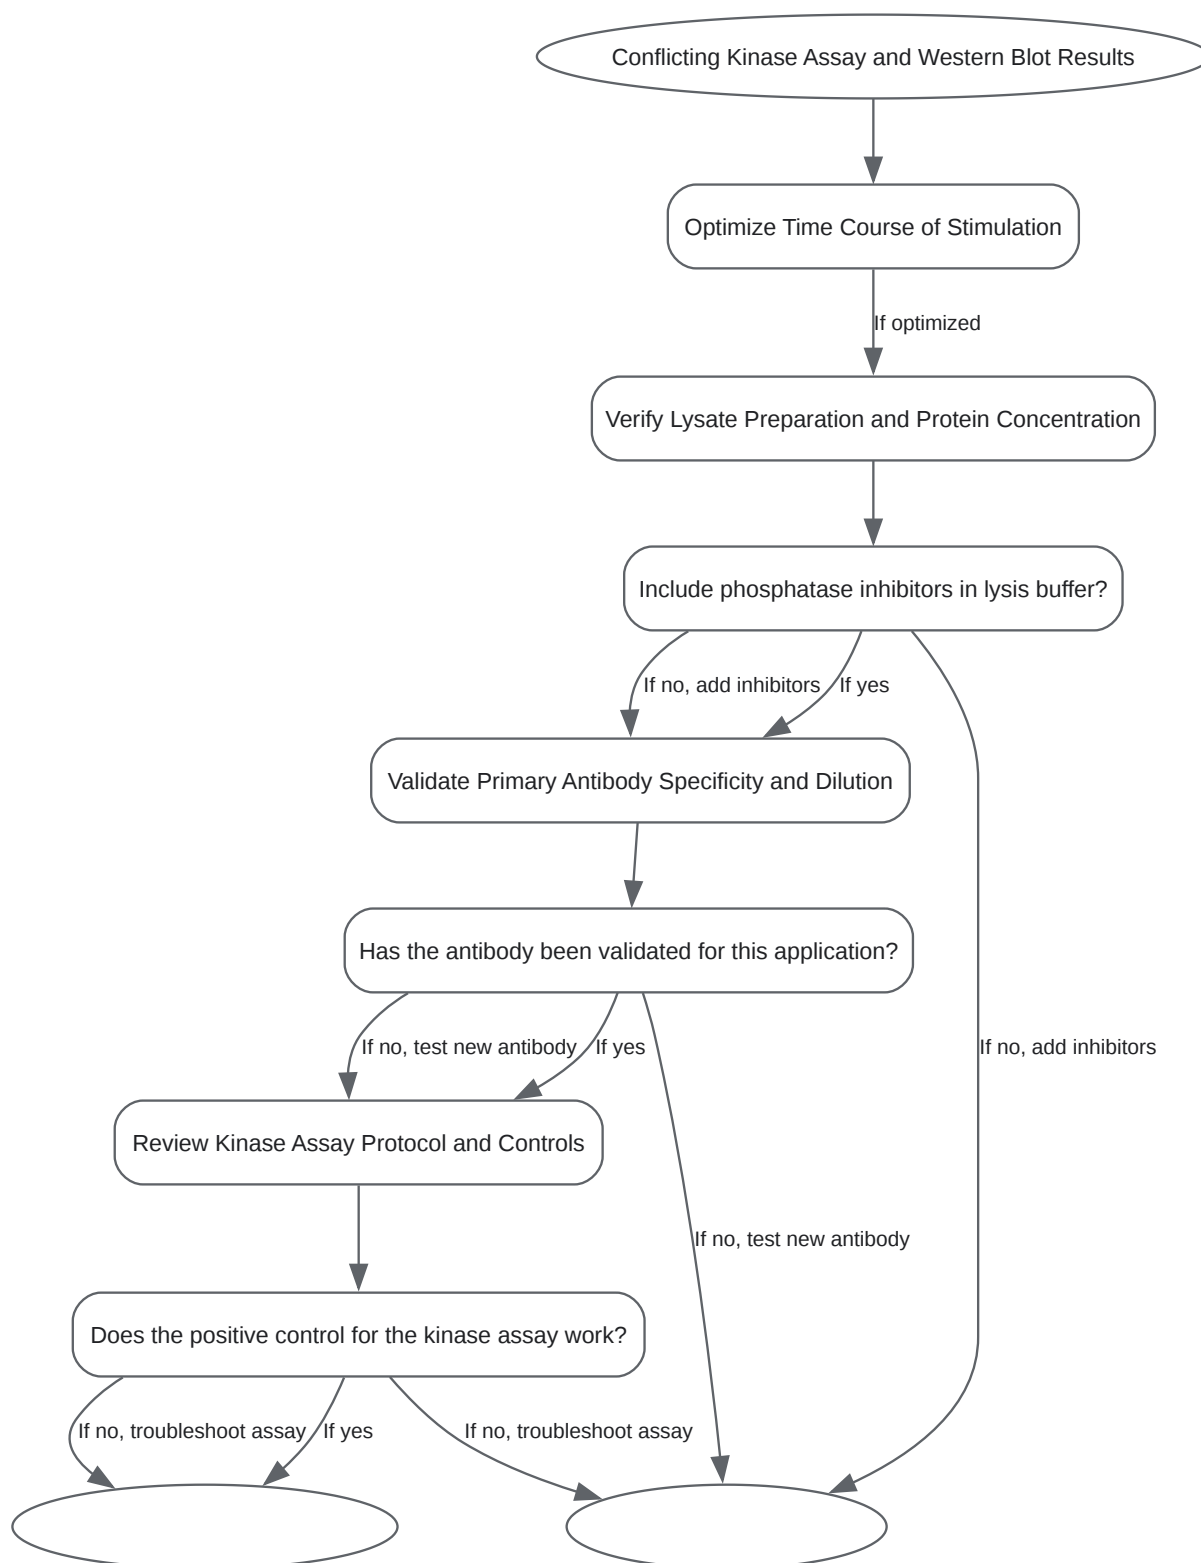 Conflicting Kinase Assay and Western Blot Results
Optimize Time Course of Stimulation
If optimized
Verify Lysate Preparation and Protein Concentration
Include phosphatase inhibitors in lysis buffer?
If no, add inhibitors
If yes
Validate Primary Antibody Specificity and Dilution
Has the antibody been validated for this application?
If no, test new antibody
If yes
If no, add inhibitors
Review Kinase Assay Protocol and Controls
If no, test new antibody
Does the positive control for the kinase assay work?
If no, troubleshoot assay
If yes
If no, troubleshoot assay